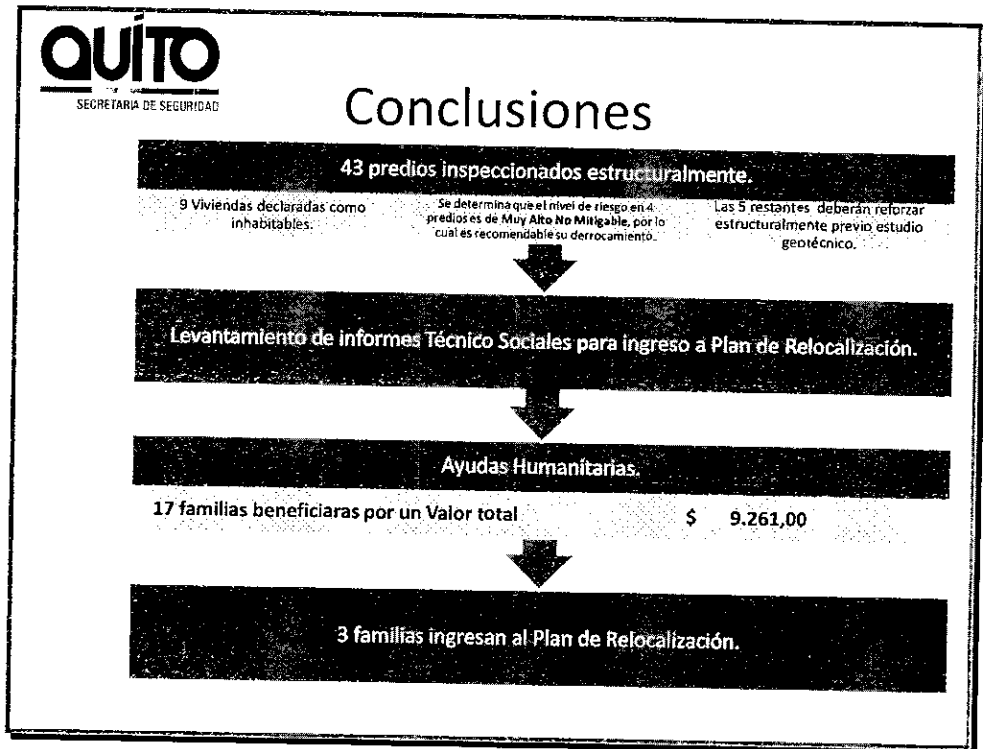 QUITO
SECRETARIA DE SEGURIDAD
Conclusiones
43 predios inspeccionados estructuralmente.
9 Viviendas declaradas como
inhabitables.
Se determina que el nivel de riesgo en 4
predios es de Muy Alto No Mitigable, por lo
cual es recomendable su derrocamiento.
Las 5 restantes deberán reforzar
estructuralmente previo estudio
geotécnico.
Levantamiento de informes Técnico Sociales para ingreso a Plan de Relocalización.
Ayudas Humanitarias.
17 familias beneficiaras por un Valor total $ 9.261,00
3 familias ingresan al Plan de Relocalización.